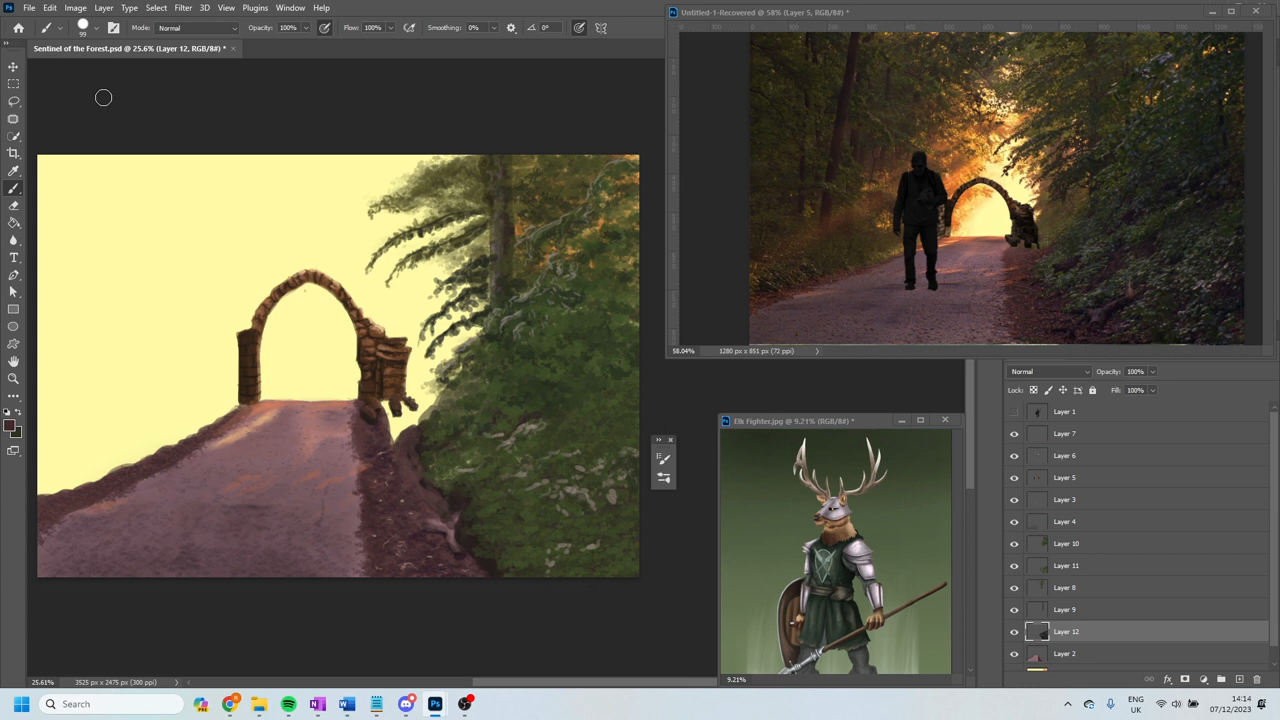 Ps File Edit Image Layer Type Select Filter 3D View Plugins Window Help
99 Mode: Normal Opacity: 100% Flow: 100% Smoothing: 0% 0°
Sentinel of the Forest.psd @ 25.6% (Layer 12, RGB/8#) *
25.61% 3525 px x 2475 px (300 ppi)
Untitled-1-Recovered @ 58% (Layer 5, RGB/8#) *
58.04% 1280 px x 851 px (72 ppi)
Elk Fighter.jpg @ 9.21% (RGB/8#) *
9.21%
Normal Opacity: 100%
Lock: Fill: 100%
Layer 1
Layer 7
Layer 6
Layer 5
Layer 3
Layer 4
Layer 10
Layer 11
Layer 8
Layer 9
Layer 12
Layer 2
fx
Search
ENG
UK
14:14
07/12/2023